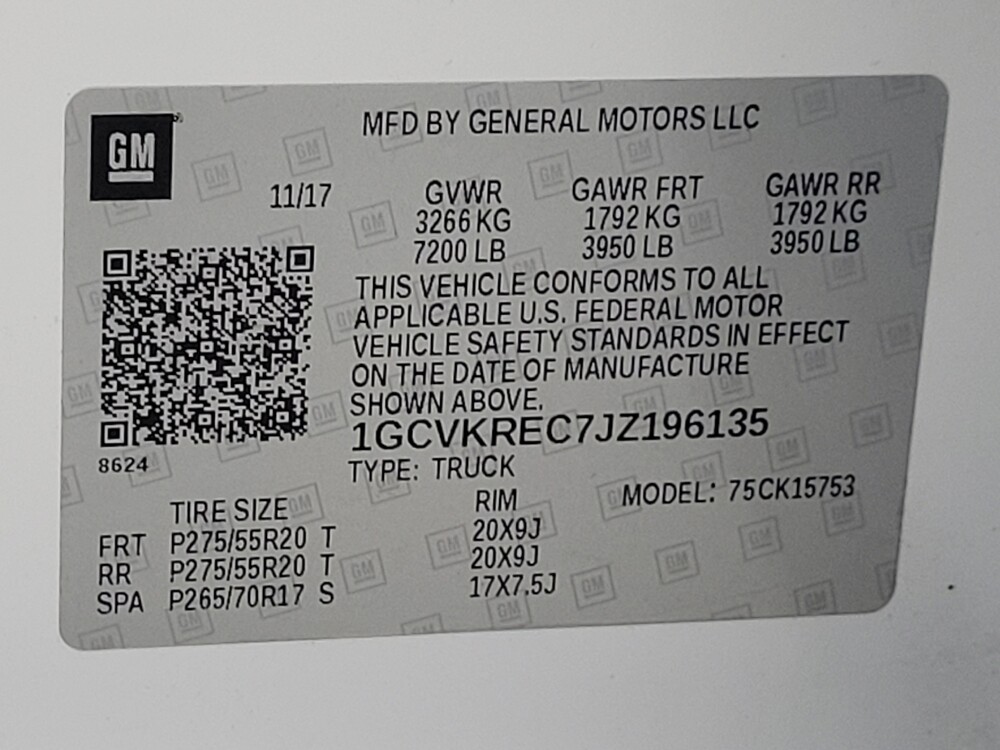 GM
MFD BY GENERAL MOTORS LLC
11/17
GVWR GAWR FRT GAWR RR
3266 KG 1792 KG 1792 KG
7200 LB 3950 LB 3950 LB
THIS VEHICLE CONFORMS TO ALL
APPLICABLE U.S. FEDERAL MOTOR
VEHICLE SAFETY STANDARDS IN EFFECT
ON THE DATE OF MANUFACTURE
SHOWN ABOVE.
1GCVKREC7JZ196135
8624
TYPE: TRUCK
MODEL: 75CK15753
TIRE SIZE RIM
FRT P275/55R20 T 20X9J
RR P275/55R20 T 20X9J
SPA P265/70R17 S 17X7.5J